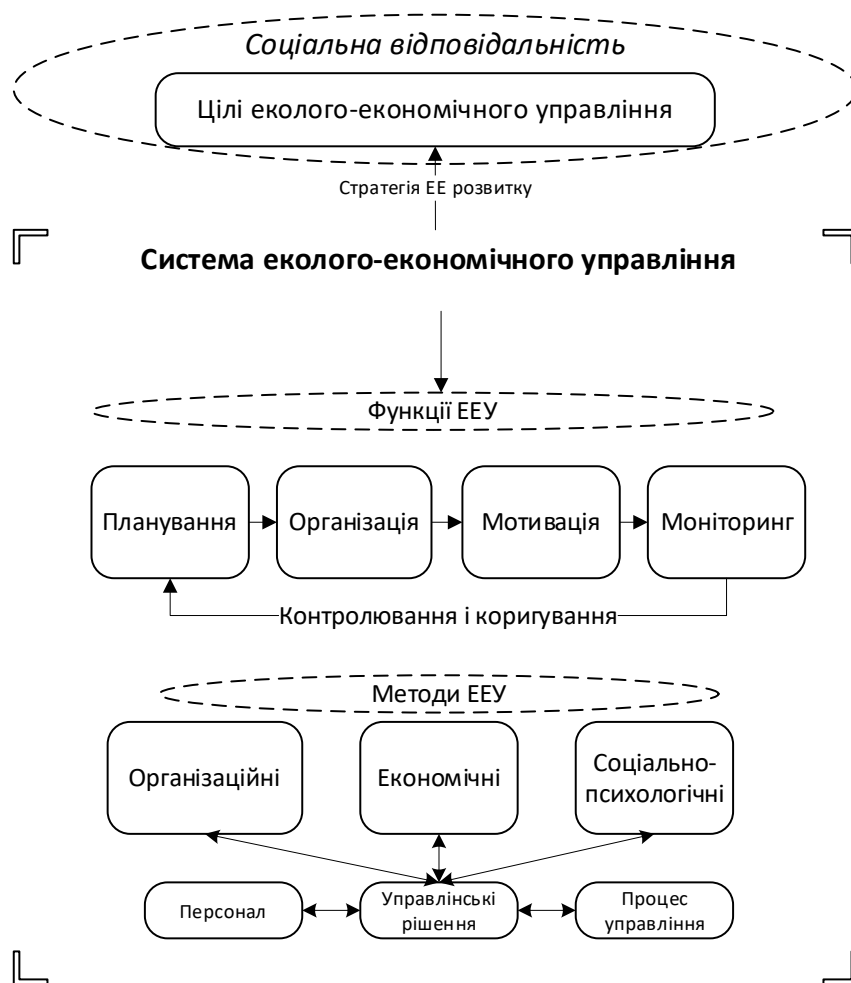 Соціальна відповідальність
Цілі еколого-економічного управління
Стратегія ЕЕ розвитку
Система еколого-економічного управління
Функції ЕЕУ
Планування
Організація
Мотивація
Моніторинг
Контролювання і коригування
Методи ЕЕУ
Організаційні
Економічні
Соціально-
психологічні
Персонал
Управлінські
рішення
Процес
управління